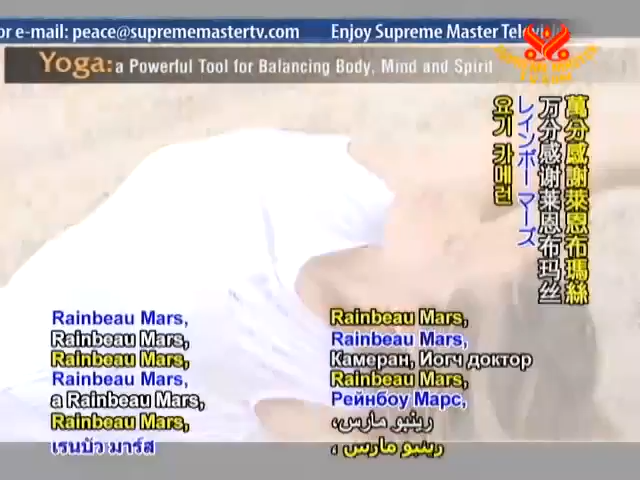 or e-mail: peace@suprememastertv.com Enjoy Supreme Master Televisi
Yoga: a Powerful Tool for Balancing Body, Mind and Spirit
萬分感謝萊恩布瑪絲
万分感谢莱恩布玛丝
レインボー マーズ
요기 카메런
Rainbeau Mars,
Rainbeau Mars,
Rainbeau Mars,
Rainbeau Mars,
a Rainbeau Mars,
Rainbeau Mars,
เรนบัว มาร์ส
Rainbeau Mars,
Rainbeau Mars,
Камеран, Йогч доктор
Rainbeau Mars,
Рейнбоу Марс,
رينبو مارس،
رینبو مارس ،